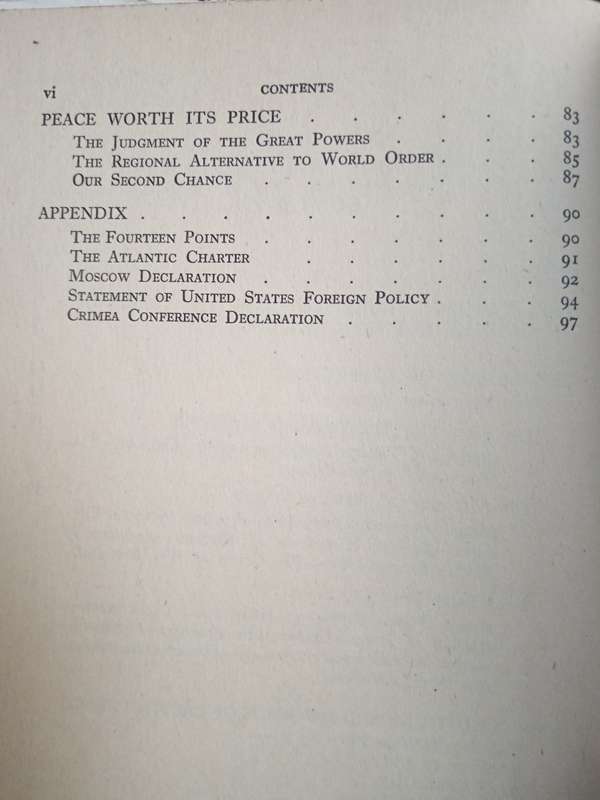 vi CONTENTS
PEACE WORTH ITS PRICE . . . . . . 83
THE JUDGMENT OF THE GREAT POWERS . . . . 83
THE REGIONAL ALTERNATIVE TO WORLD ORDER . . . 85
OUR SECOND CHANCE . . . . . . . 87
APPENDIX . . . . . . . . . . 90
THE FOURTEEN POINTS . . . . . . . 90
THE ATLANTIC CHARTER . . . . . . 91
MOSCOW DECLARATION . . . . . . . 92
STATEMENT OF UNITED STATES FOREIGN POLICY . . . 94
CRIMEA CONFERENCE DECLARATION . . . . . 97